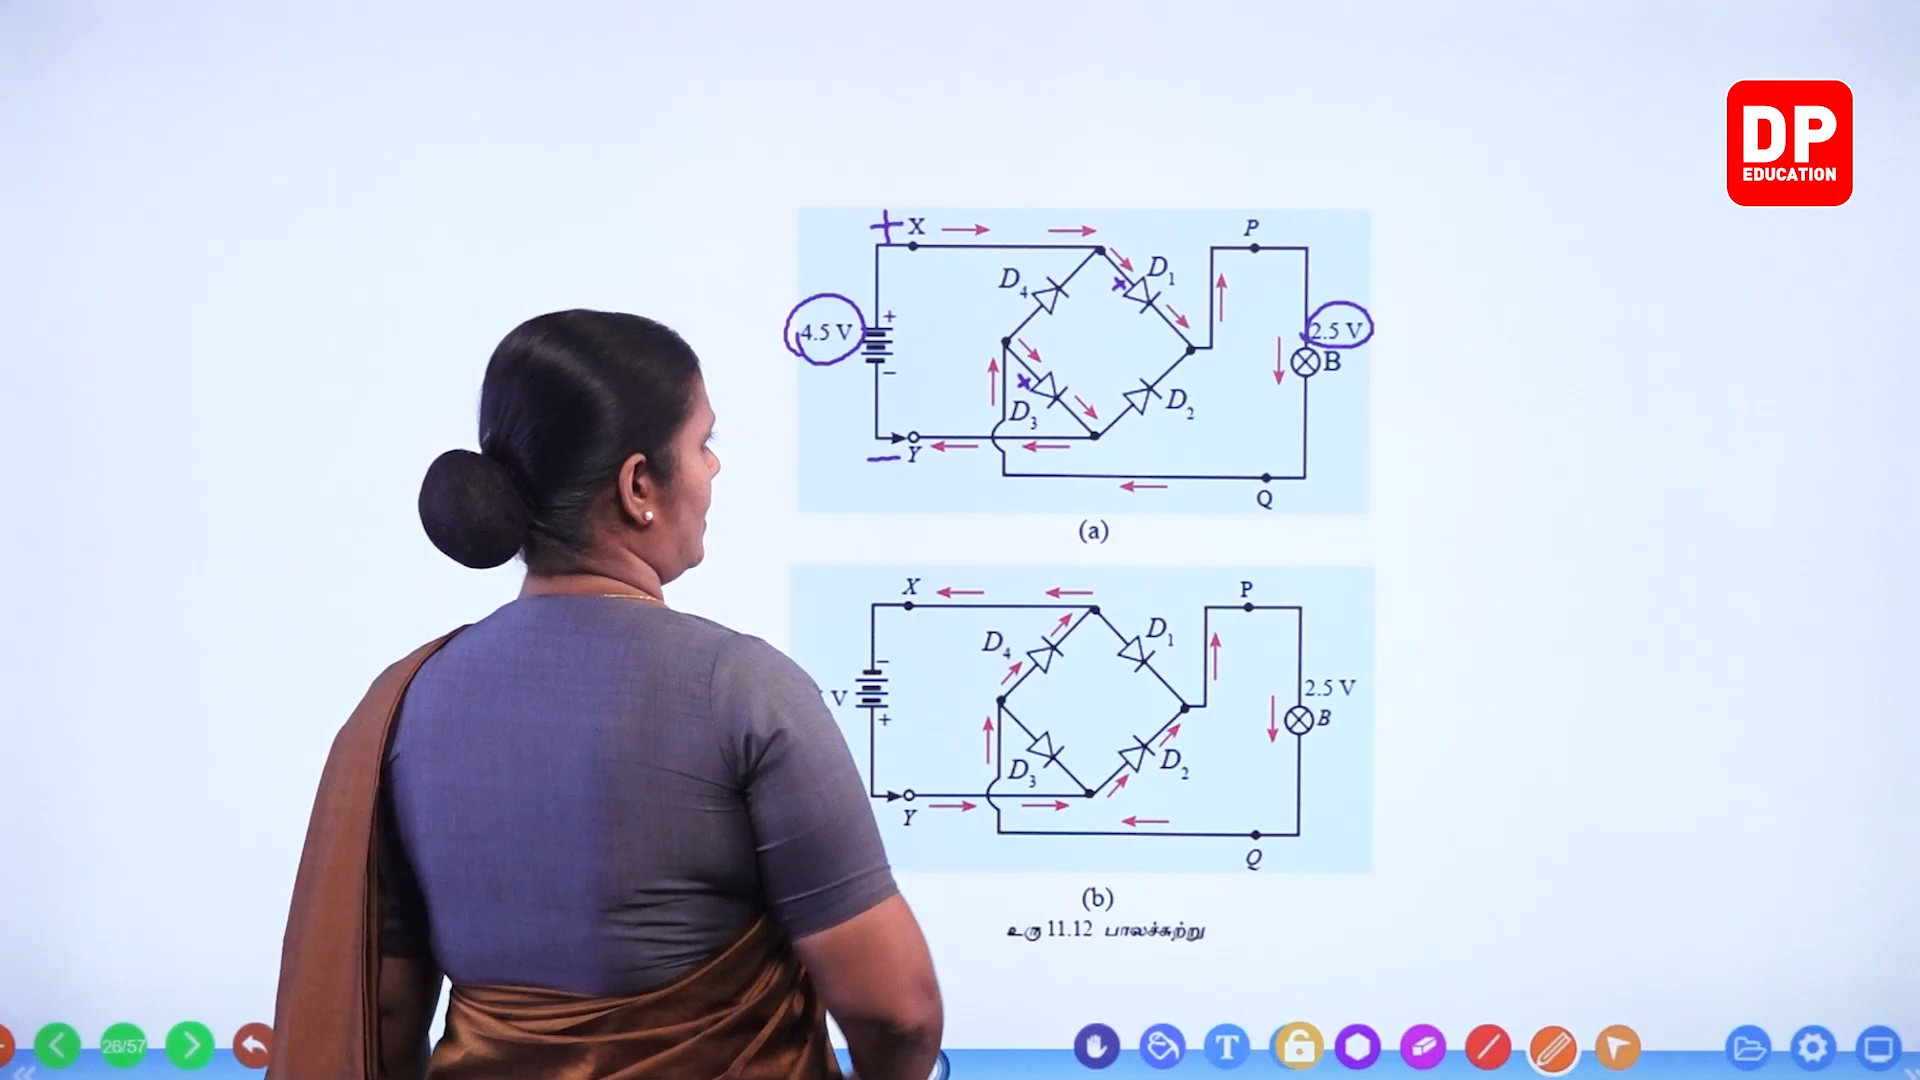 DP
EDUCATION
+ X
P
D4
D1
4.5 V
+
2.5 V
B
−
D3
D2
− Y
Q
(a)
X
P
D4
D1
−
V
2.5 V
+
B
D3
D2
Y
Q
(b)
உரு 11.12 பாலச்சுற்று
26/57
T